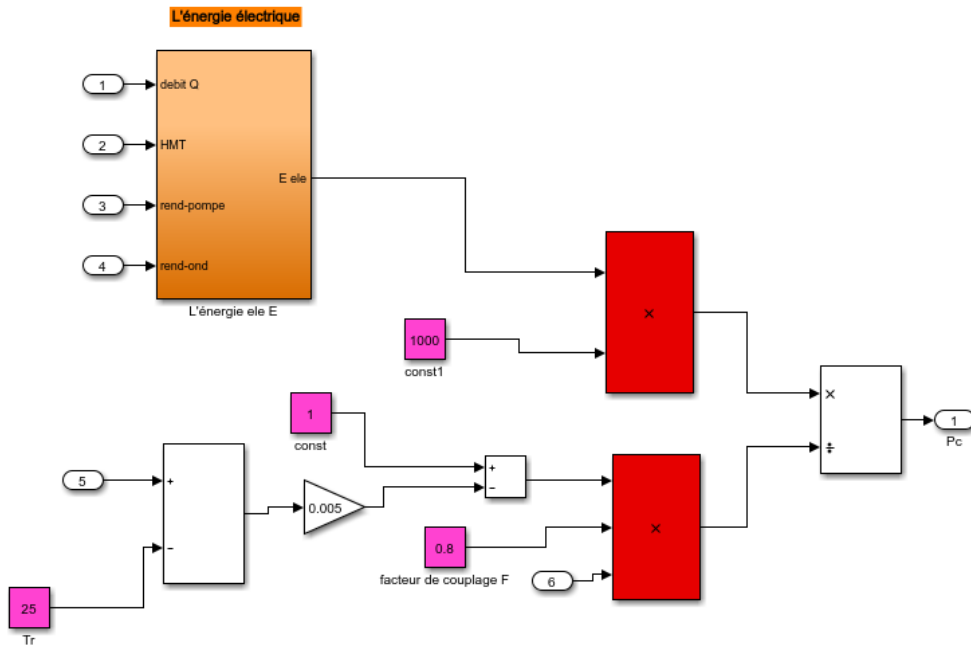 L'énergie électrique
1
debit Q
2
HMT
E ele
3
rend-pompe
4
rend-ond
L'énergie ele E
×
1000
const1
1
const
×
÷
1
Pc
5
+
−
0.005
+
−
0.8
facteur de couplage F
×
6
25
Tr